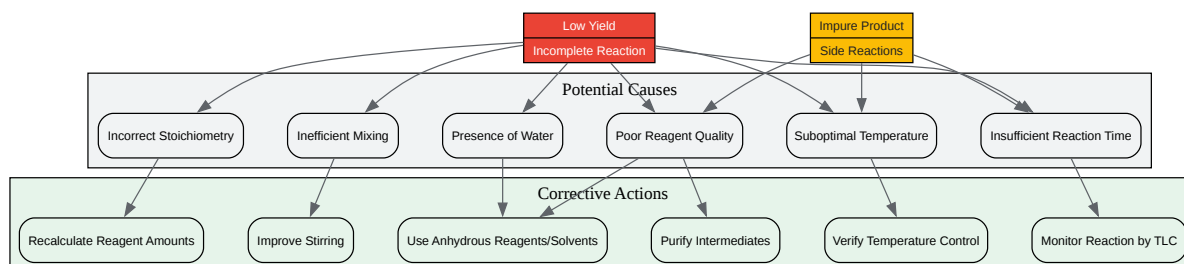 Low Yield
Incomplete Reaction
Impure Product
Side Reactions
Potential Causes
Incorrect Stoichiometry
Inefficient Mixing
Presence of Water
Poor Reagent Quality
Suboptimal Temperature
Insufficient Reaction Time
Corrective Actions
Recalculate Reagent Amounts
Improve Stirring
Use Anhydrous Reagents/Solvents
Purify Intermediates
Verify Temperature Control
Monitor Reaction by TLC